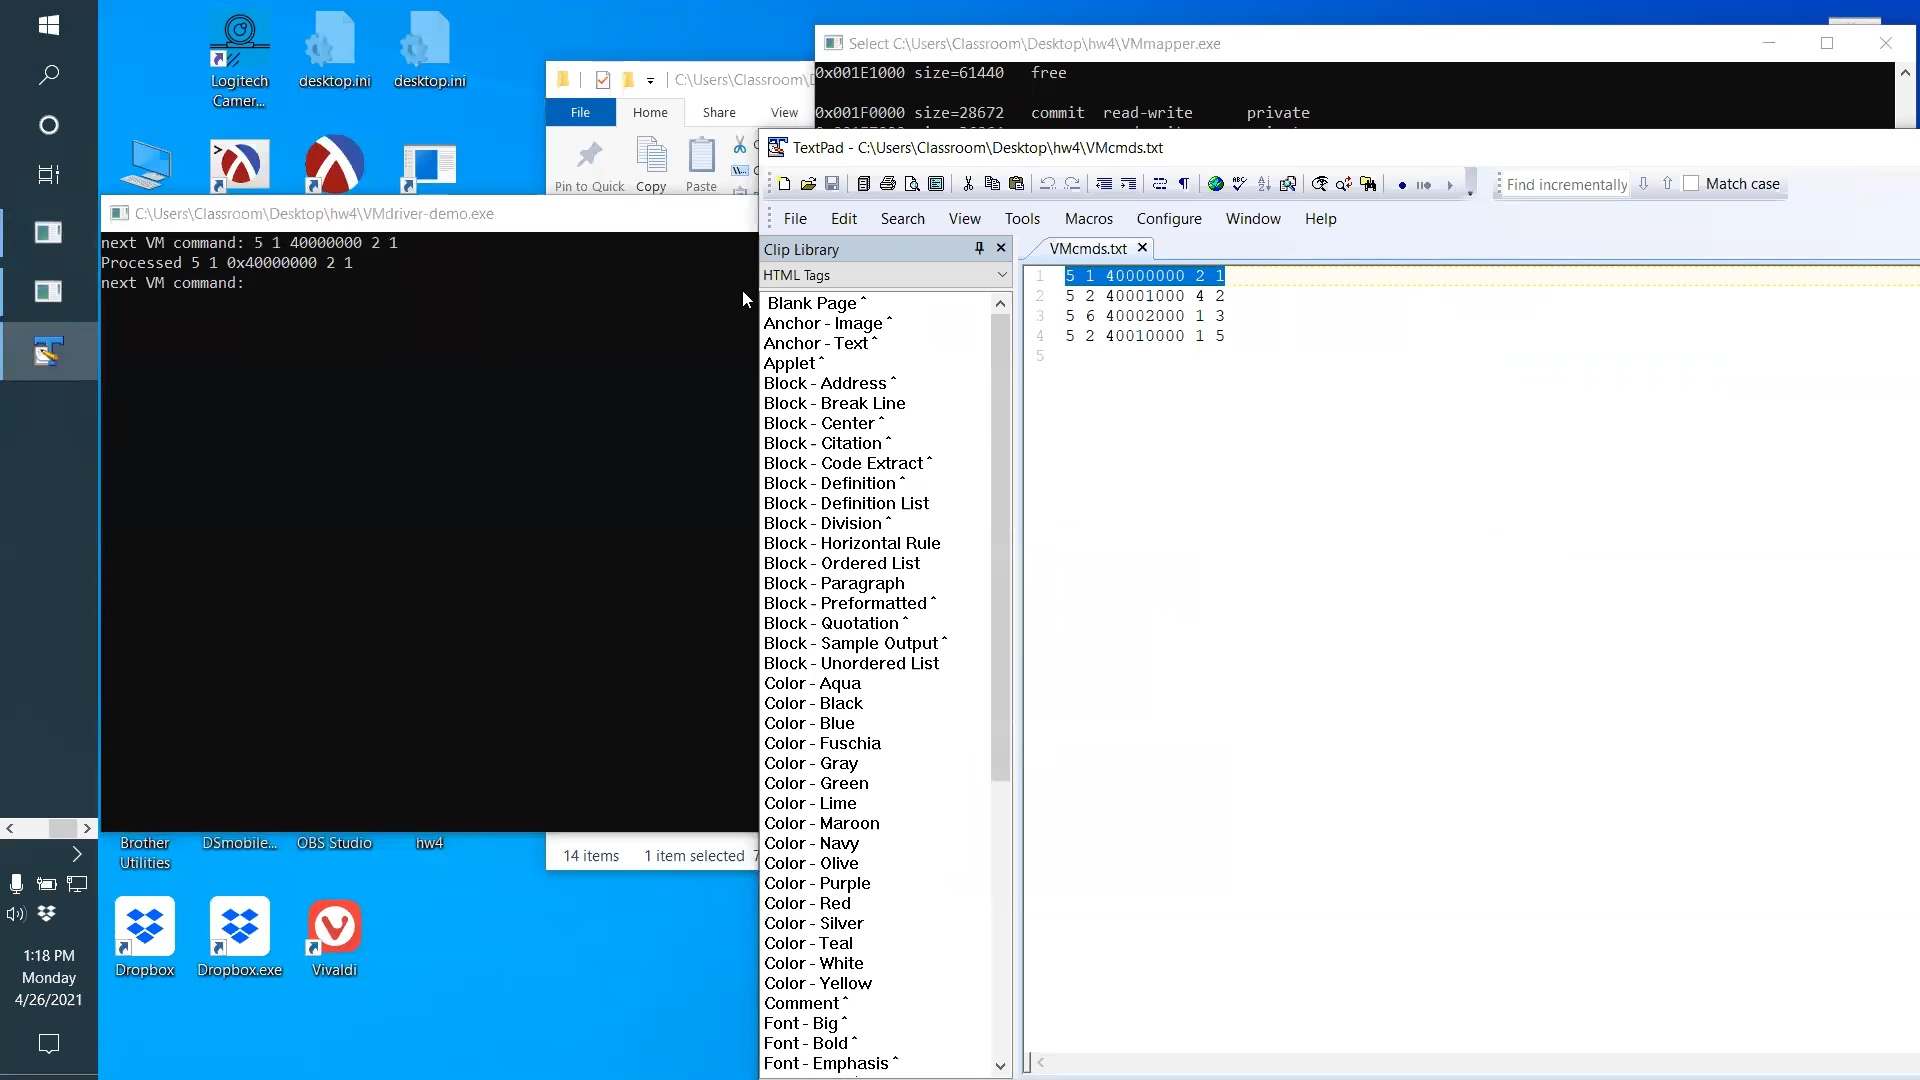 Logitech
Camer...
desktop.ini
desktop.ini
C:\Users\Classroom\D
File
Home
Share
View
Pin to Quick
Copy
Paste
Select C:\Users\Classroom\Desktop\hw4\VMmapper.exe
0x001E1000 size=61440 free
0x001F0000 size=28672 commit read-write private
C:\Users\Classroom\Desktop\hw4\VMdriver-demo.exe
next VM command: 5 1 40000000 2 1
Processed 5 1 0x40000000 2 1
next VM command:
TextPad - C:\Users\Classroom\Desktop\hw4\VMcmds.txt
Find incrementally
Match case
File Edit Search View Tools Macros Configure Window Help
Clip Library
HTML Tags
Blank Page ^
Anchor - Image ^
Anchor - Text ^
Applet ^
Block - Address ^
Block - Break Line
Block - Center ^
Block - Citation ^
Block - Code Extract ^
Block - Definition ^
Block - Definition List
Block - Division ^
Block - Horizontal Rule
Block - Ordered List
Block - Paragraph
Block - Preformatted ^
Block - Quotation ^
Block - Sample Output ^
Block - Unordered List
Color - Aqua
Color - Black
Color - Blue
Color - Fuschia
Color - Gray
Color - Green
Color - Lime
Color - Maroon
Color - Navy
Color - Olive
Color - Purple
Color - Red
Color - Silver
Color - Teal
Color - White
Color - Yellow
Comment ^
Font - Big ^
Font - Bold ^
Font - Emphasis ^
VMcmds.txt
1 5 1 40000000 2 1
2 5 2 40001000 4 2
3 5 6 40002000 1 3
4 5 2 40010000 1 5
5
14 items 1 item selected
Brother
Utilities
DSmobile...
OBS Studio
hw4
Dropbox
Dropbox.exe
Vivaldi
1:18 PM
Monday
4/26/2021